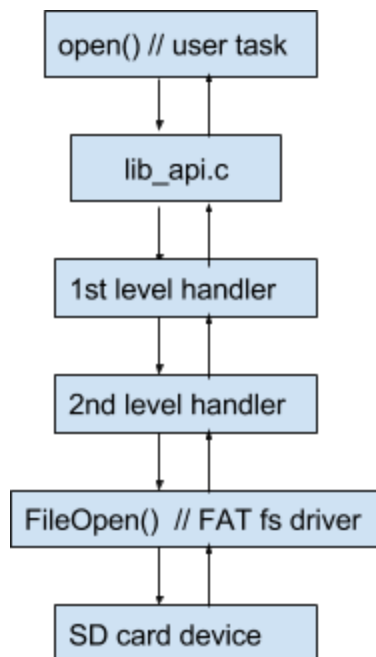 open() // user task
lib_api.c
1st level handler
2nd level handler
FileOpen()  // FAT fs driver
SD card device